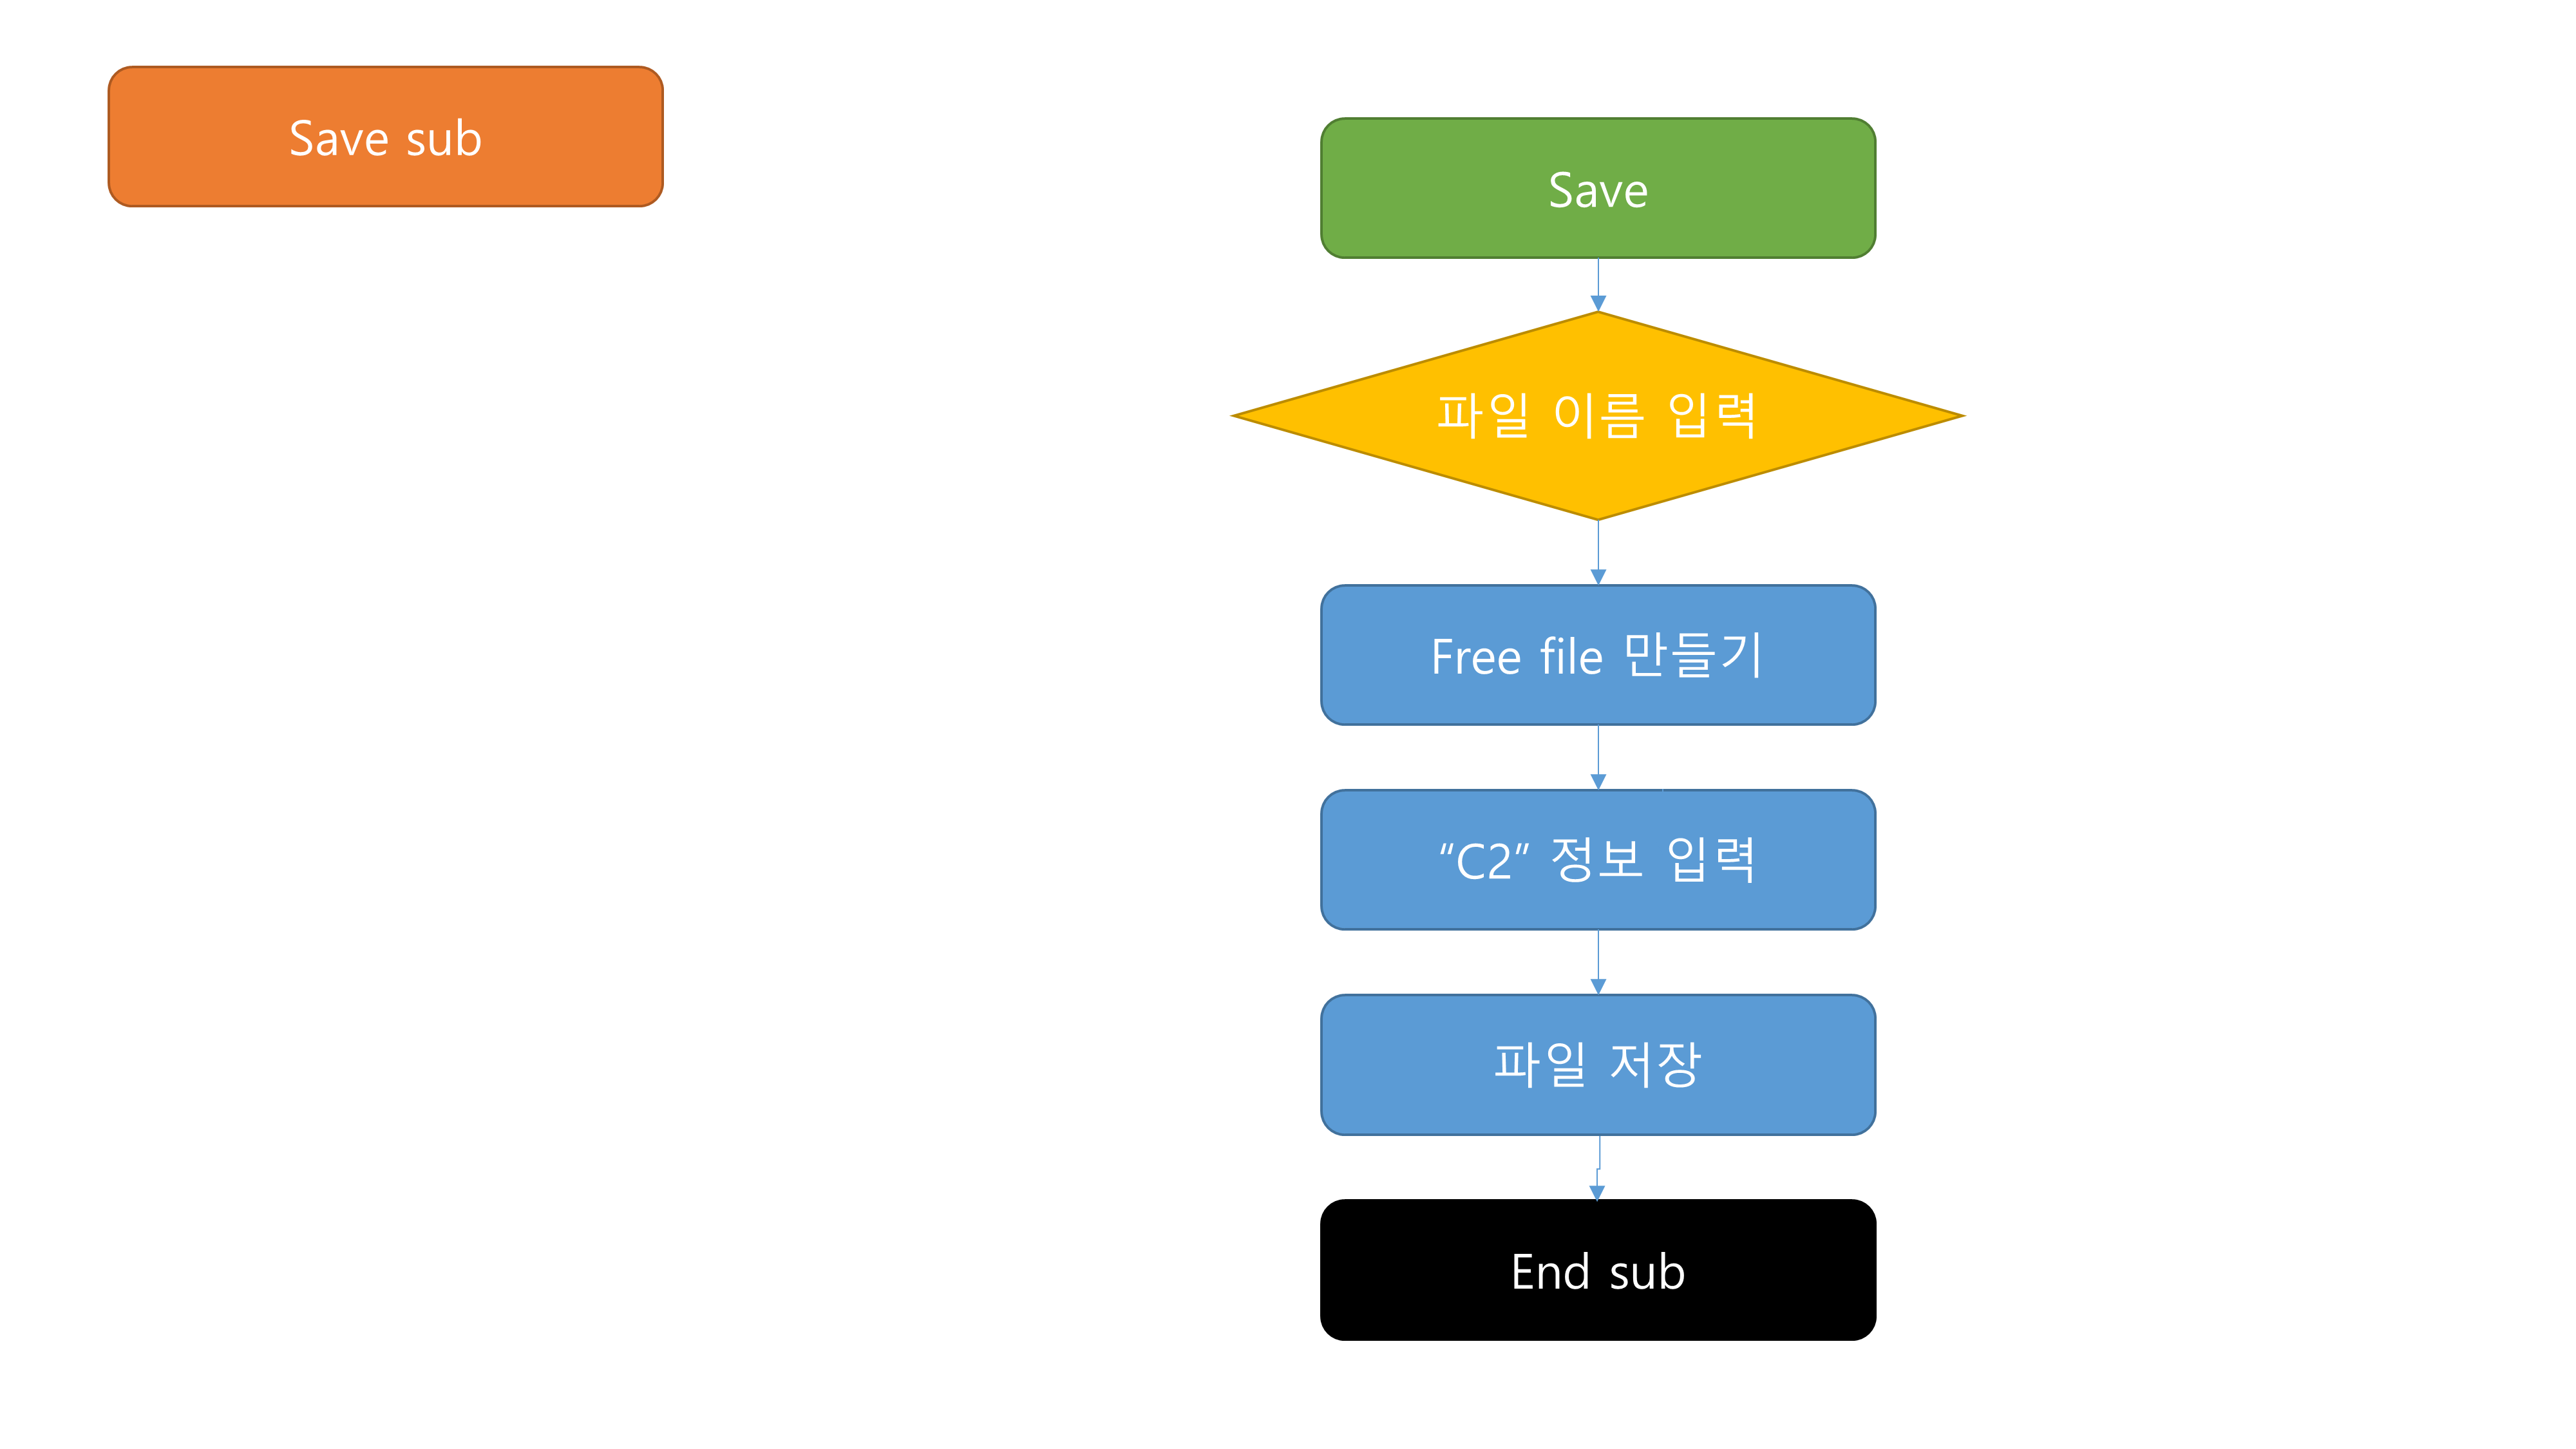 Save sub
Save
파일 이름 입력
Free file 만들기
“C2” 정보 입력
파일 저장
End sub